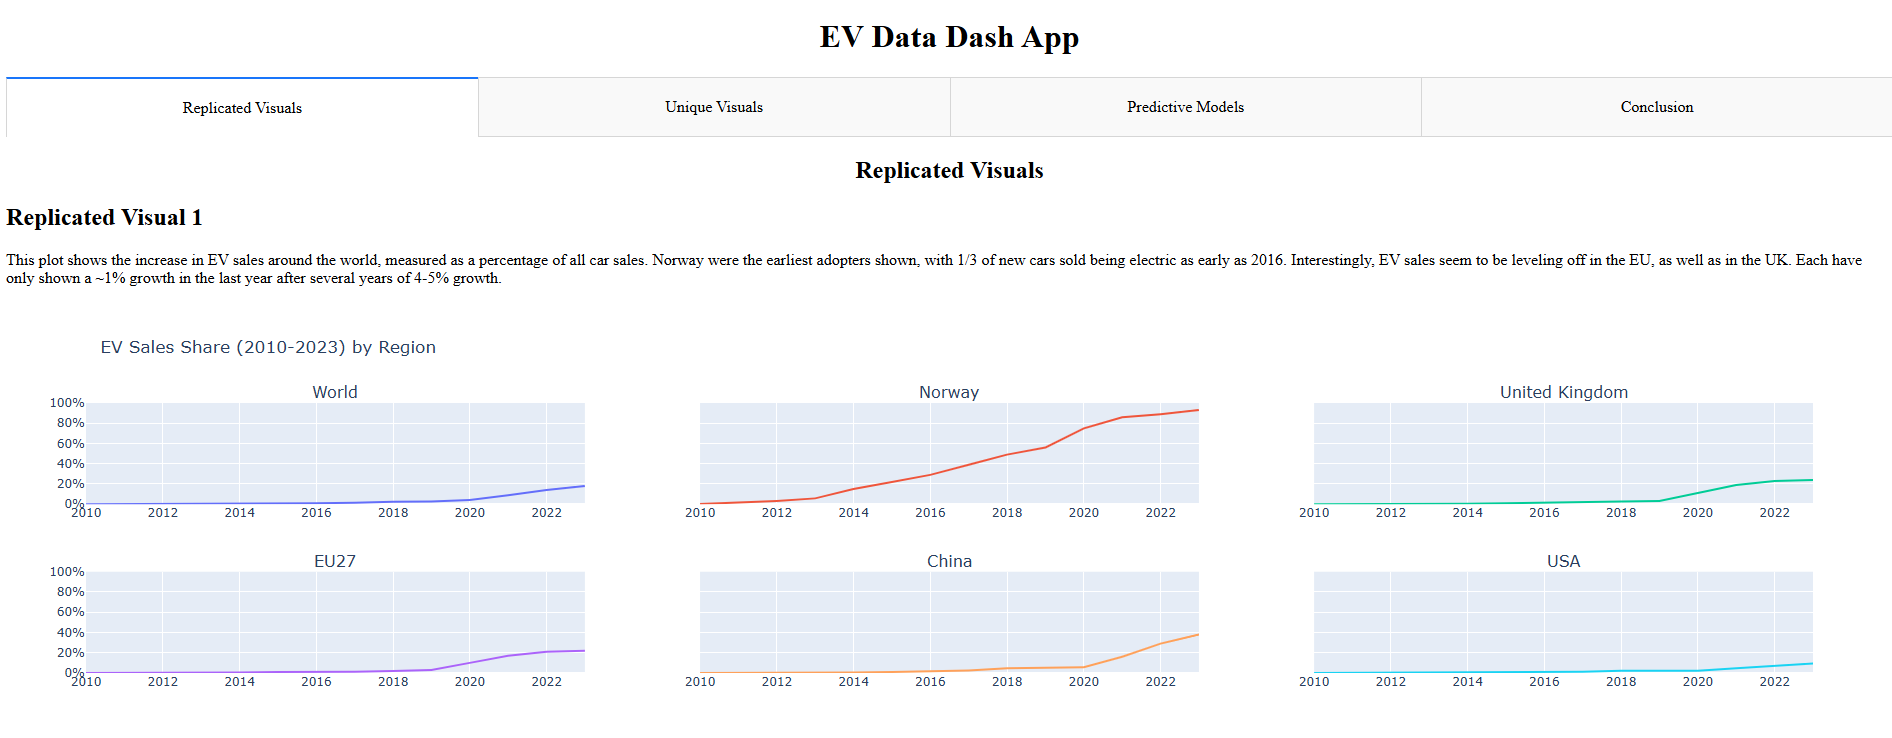 EV Data Dash App
Replicated Visuals Unique Visuals Predictive Models Conclusion
Replicated Visuals
Replicated Visual 1
This plot shows the increase in EV sales around the world, measured as a percentage of all car sales. Norway were the earliest adopters shown, with 1/3 of new cars sold being electric as early as 2016. Interestingly, EV sales seem to be leveling off in the EU, as well as in the UK. Each have
only shown a ~1% growth in the last year after several years of 4-5% growth.
EV Sales Share (2010-2023) by Region
World Norway United Kingdom
100%
80%
60%
40%
20%
0%
2010 2012 2014 2016 2018 2020 2022 2010 2012 2014 2016 2018 2020 2022 2010 2012 2014 2016 2018 2020 2022
EU27 China USA
100%
80%
60%
40%
20%
0%
2010 2012 2014 2016 2018 2020 2022 2010 2012 2014 2016 2018 2020 2022 2010 2012 2014 2016 2018 2020 2022